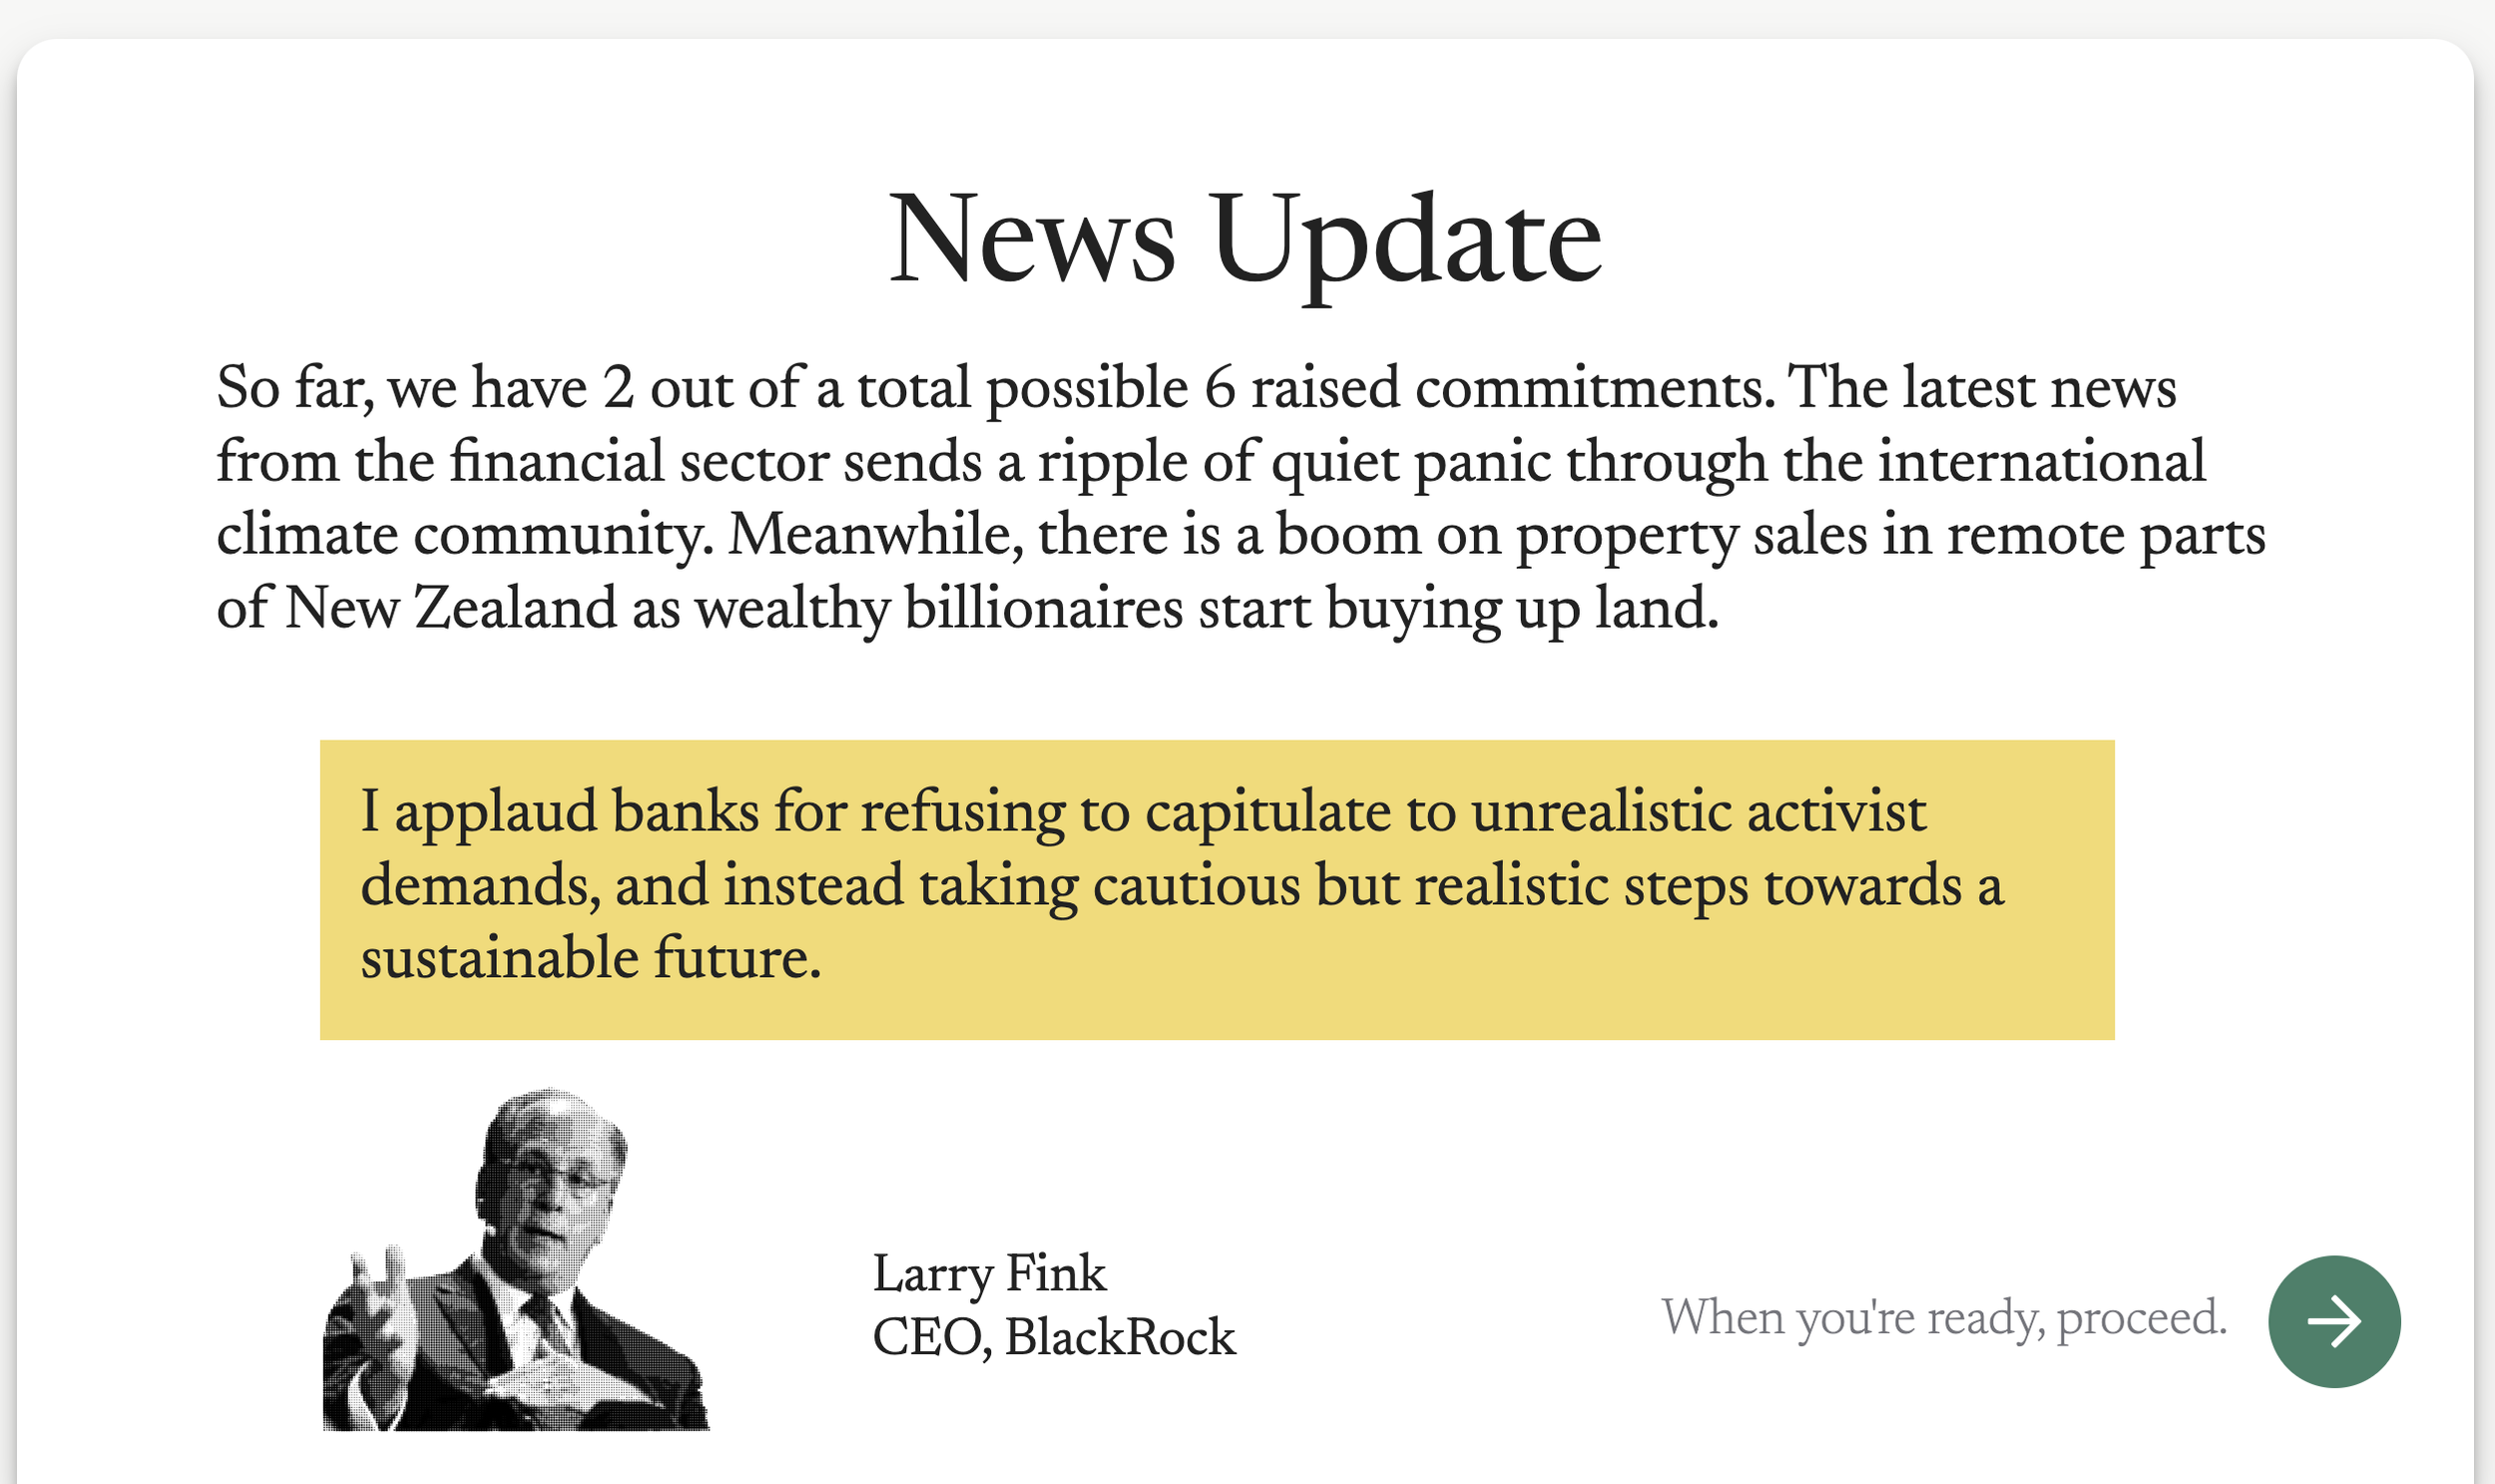 News Update
So far, we have 2 out of a total possible 6 raised commitments. The latest news
from the financial sector sends a ripple of quiet panic through the international
climate community. Meanwhile, there is a boom on property sales in remote parts
of New Zealand as wealthy billionaires start buying up land.
I applaud banks for refusing to capitulate to unrealistic activist
demands, and instead taking cautious but realistic steps towards a
sustainable future.
Larry Fink
CEO, BlackRock
When you're ready, proceed.